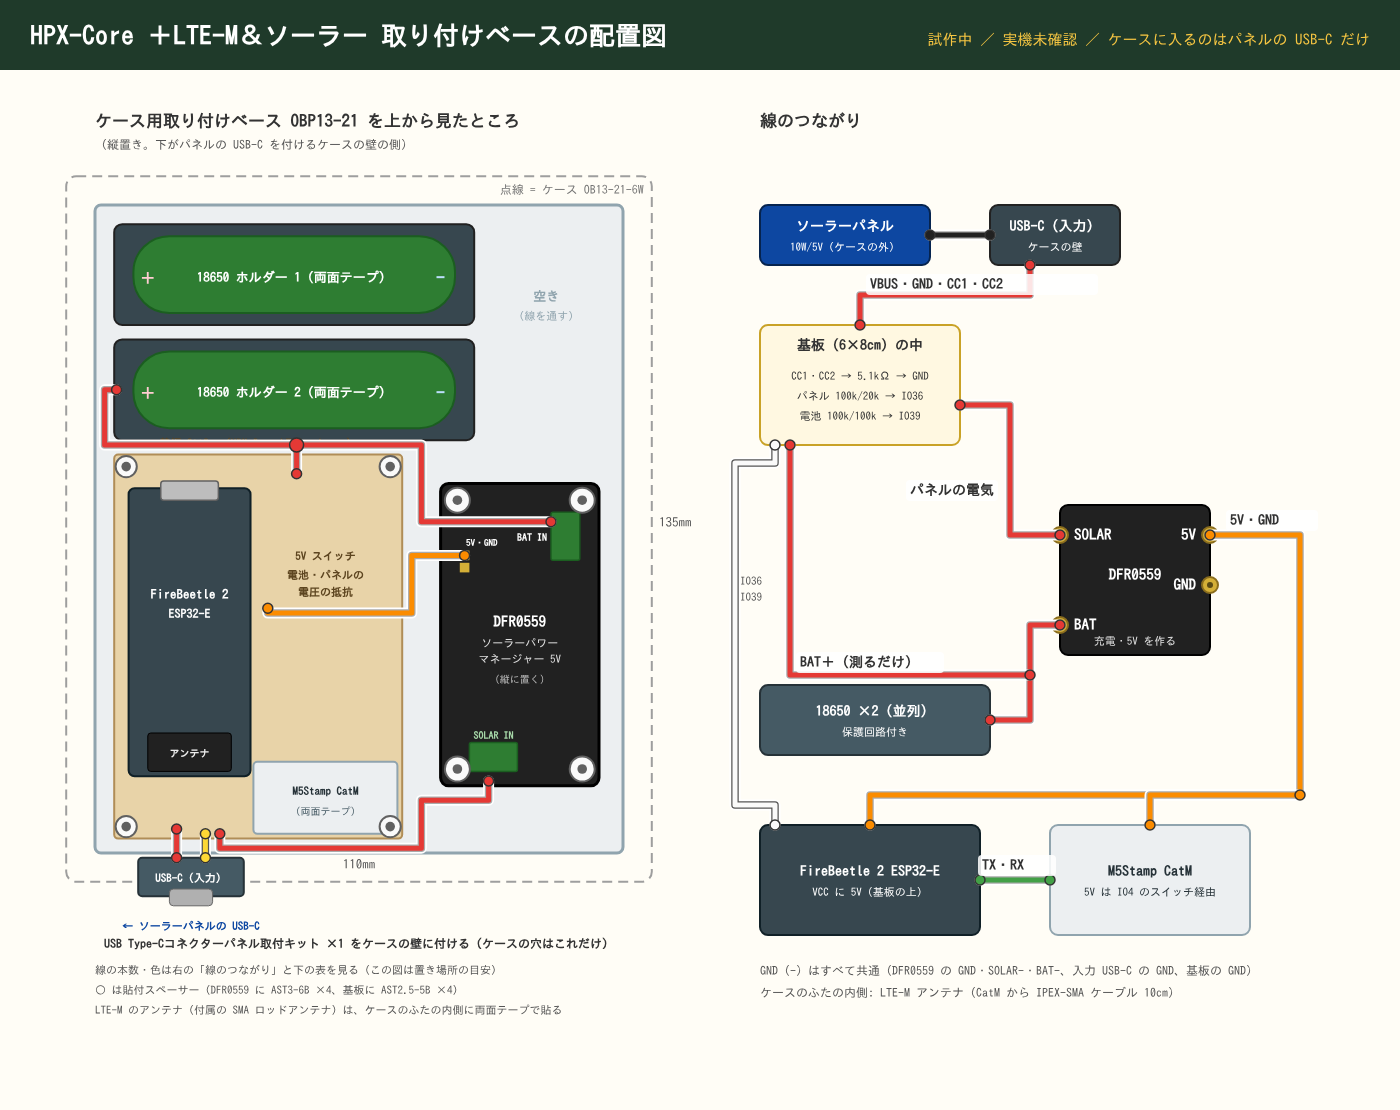 HPX-Core ＋LTE-M＆ソーラー 取り付けベースの配置図
試作中 ／ 実機未確認 ／ ケースに入るのはパネルの USB-C だけ
ケース用取り付けベース OBP13-21 を上から見たところ
（縦置き。下がパネルの USB-C を付けるケースの壁の側）
点線 = ケース OB13-21-6W
＋ 18650 ホルダー 1（両面テープ） −
空き
（線を通す）
＋ 18650 ホルダー 2（両面テープ） −
135mm
5V・GND
BAT IN
5V スイッチ
電池・パネルの
電圧の抵抗
FireBeetle 2
ESP32-E
DFR0559
ソーラーパワー
マネージャー 5V
（縦に置く）
SOLAR IN
アンテナ
M5Stamp CatM
（両面テープ）
110mm
USB-C（入力）
← ソーラーパネルの USB-C
USB Type-Cコネクターパネル取付キット ×1 をケースの壁に付ける（ケースの穴はこれだけ）
線の本数・色は右の「線のつながり」と下の表を見る（この図は置き場所の目安）
○ は貼付スペーサー（DFR0559 に AST3-6B ×4、基板に AST2.5-5B ×4）
LTE-M のアンテナ（付属の SMA ロッドアンテナ）は、ケースのふたの内側に両面テープで貼る
線のつながり
ソーラーパネル
10W/5V（ケースの外）
USB-C（入力）
ケースの壁
VBUS・GND・CC1・CC2
基板（6×8cm）の中
CC1・CC2 → 5.1kΩ → GND
パネル 100k/20k → IO36
電池 100k/100k → IO39
パネルの電気
5V・GND
SOLAR
5V
DFR0559
GND
BAT
充電・5V を作る
IO36
IO39
BAT＋（測るだけ）
18650 ×2（並列）
保護回路付き
FireBeetle 2 ESP32-E
VCC に 5V（基板の上）
TX・RX
M5Stamp CatM
5V は IO4 のスイッチ経由
GND（−）はすべて共通（DFR0559 の GND・SOLAR-・BAT-、入力 USB-C の GND、基板の GND）
ケースのふたの内側: LTE-M アンテナ（CatM から IPEX-SMA ケーブル 10cm）